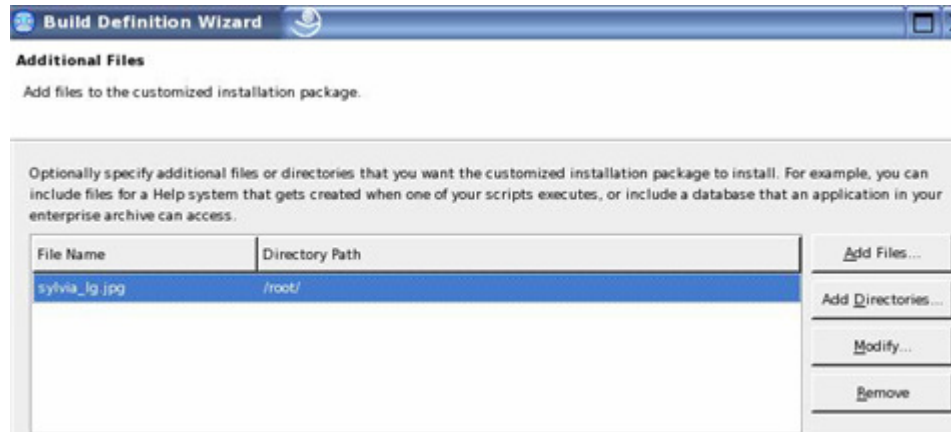 Build Definition Wizard
Additional Files
Add files to the customized installation package.
Optionally specify additional files or directories that you want the customized installation package to install. For example, you can
include files for a Help system that gets created when one of your scripts executes, or include a database that an application in your
enterprise archive can access.
File Name Directory Path
Add Files...
sylvia_lg.jpg /root/
Add Directories...
Modify...
Remove